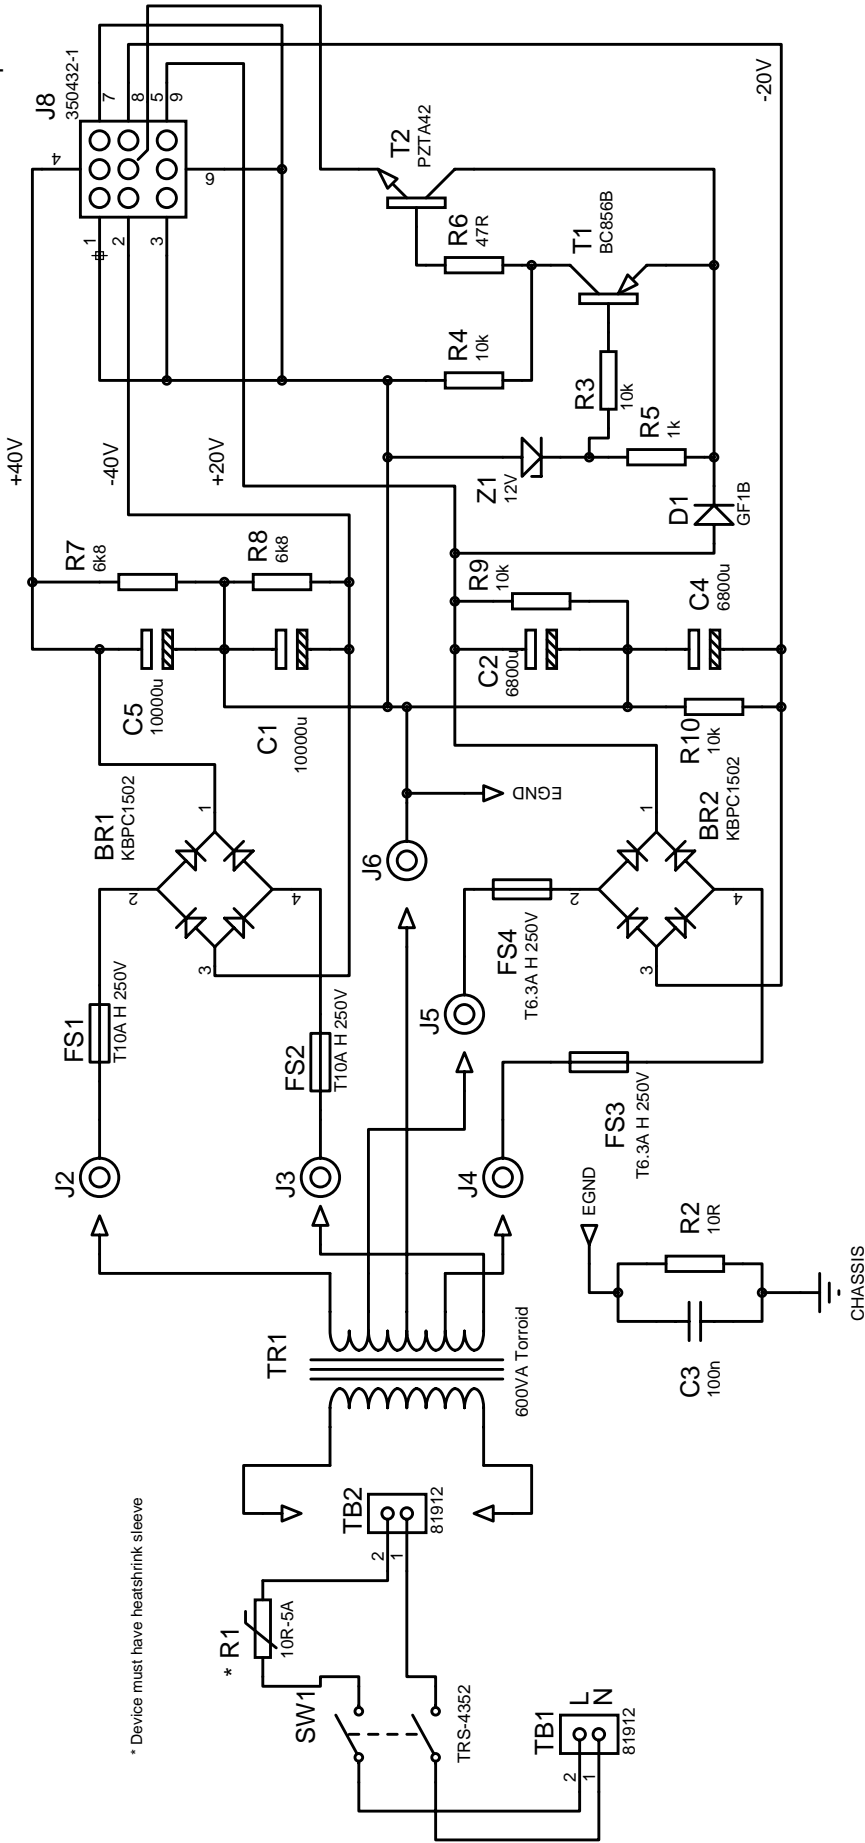 * Device must have heatshrink sleeve
TB1
81912
L
N
2
1
SW1
TRS-4352
* R1
10R-5A
TB2
81912
2
1
TR1
600VA Torroid
J2
J3
J4
J5
J6
FS1
T10A H 250V
FS2
T10A H 250V
FS3
T6.3A H 250V
FS4
T6.3A H 250V
EGND
C3
100n
R2
10R
CHASSIS
BR1
KBPC1502
1
2
3
4
BR2
KBPC1502
1
2
3
4
EGND
C5
10000u
C1
10000u
R7
6k8
R8
6k8
C2
6800u
C4
6800u
R9
10k
R10
10k
+40V
-40V
+20V
-20V
D1
GF1B
Z1
12V
R5
1k
R3
10k
R4
10k
T1
BC856B
R6
47R
T2
PZTA42
J8
350432-1
1
2
3
4
6
7
8
5
9